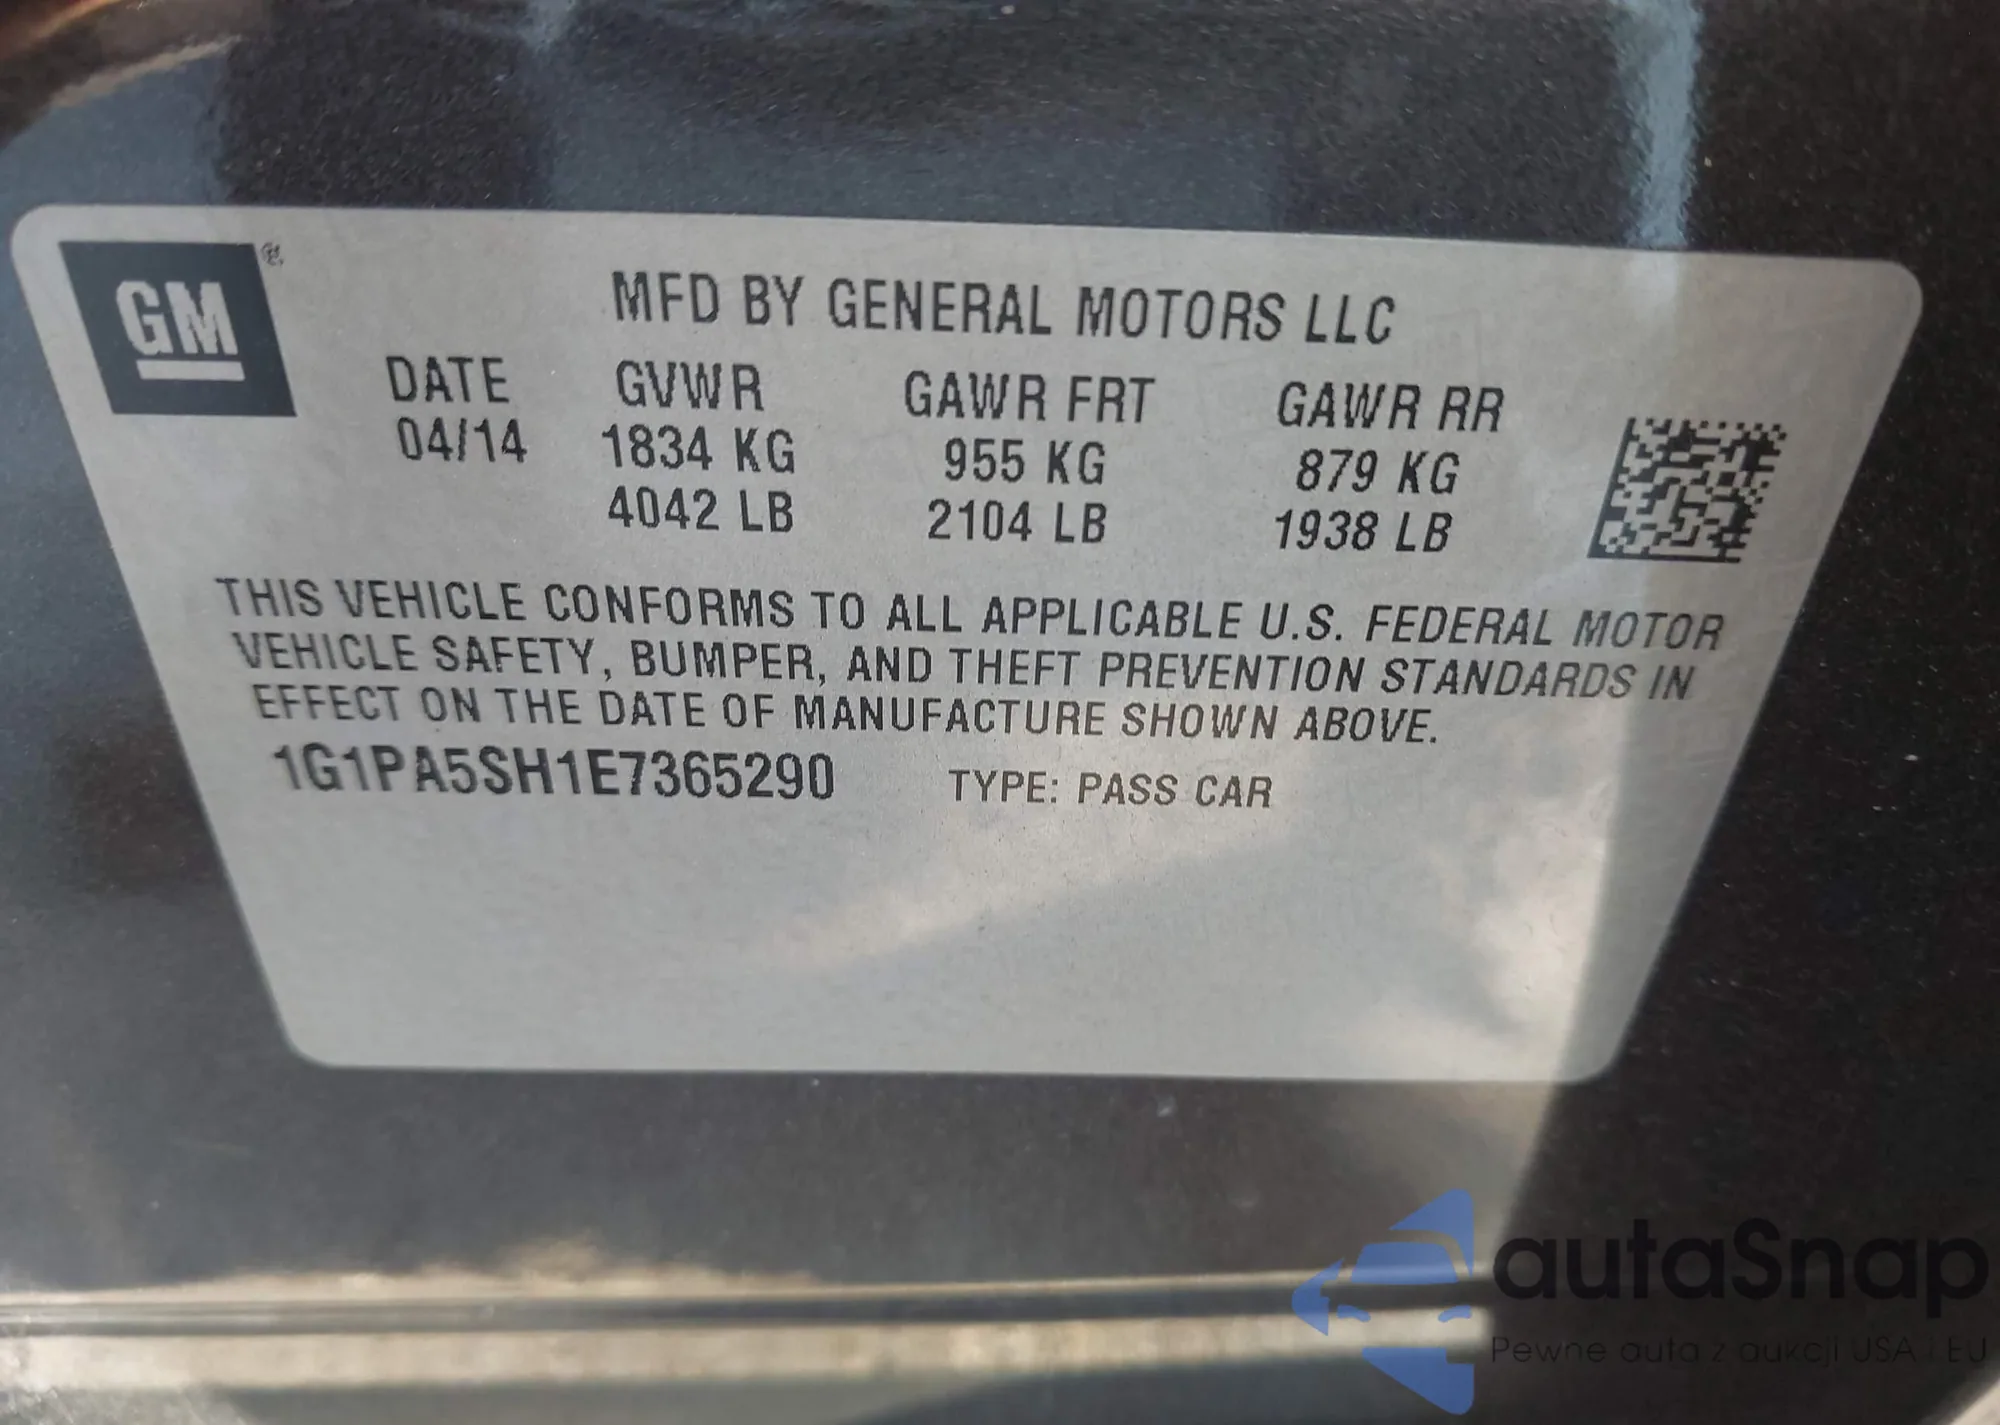 GM®
MFD BY GENERAL MOTORS LLC
DATE GVWR GAWR FRT GAWR RR
04/14 1834 KG 955 KG 879 KG
4042 LB 2104 LB 1938 LB
THIS VEHICLE CONFORMS TO ALL APPLICABLE U.S. FEDERAL MOTOR
VEHICLE SAFETY, BUMPER, AND THEFT PREVENTION STANDARDS IN
EFFECT ON THE DATE OF MANUFACTURE SHOWN ABOVE.
1G1PA5SH1E7365290 TYPE: PASS CAR
autaSnap
Pewne auta z aukcji USA i EU